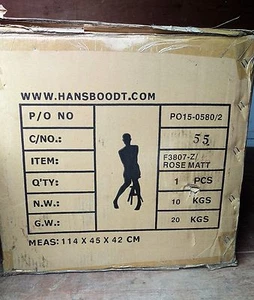 WWW.HANSBOODT.COM
P/O NO PO15-0580/2
C/NO.: 55
ITEM: F3807-Z/
ROSE MATT
Q'TY: 1 PCS
N.W.: 10 KGS
G.W.: 20 KGS
MEAS: 114 X 45 X 42 CM